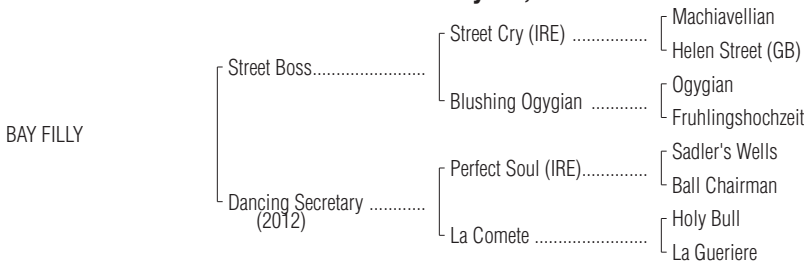 Machiavellian
Street Cry (IRE) ................
Helen Street (GB)
Street Boss.......................
Ogygian
Blushing Ogygian ............
Fruhlingshochzeit
BAY FILLY
Sadler's Wells
Perfect Soul (IRE)..............
Ball Chairman
Dancing Secretary ............
(2012)
Holy Bull
La Comete ........................
La Gueriere